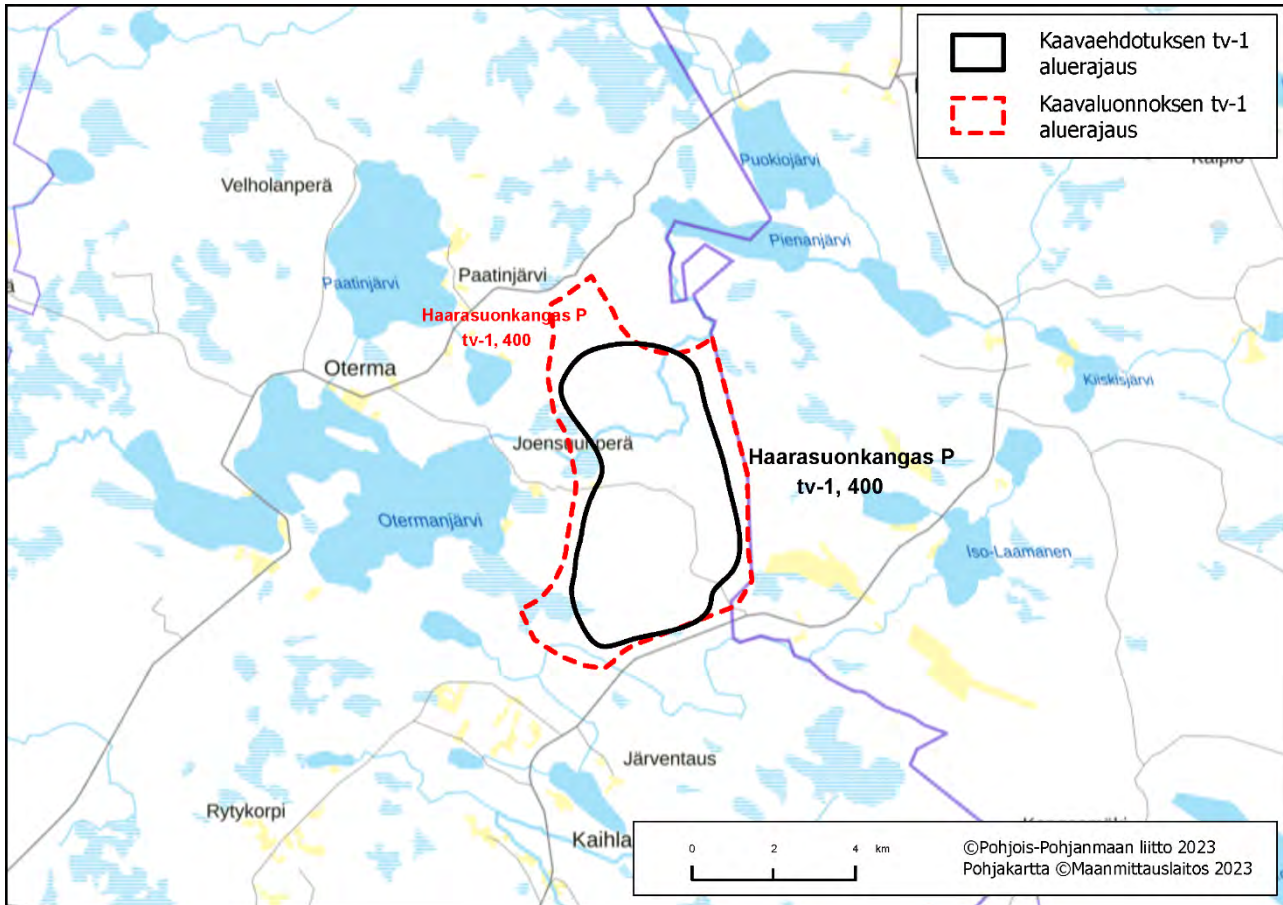 Kaavaehdotuksen tv-1
aluerajaus
Kaavaluonnoksen tv-1
aluerajaus
Puokiojärvi
Velholanperä
Pienanjärvi
Paatinjärvi
Paatinjärvi
Haarasuonkangas P
tv-1, 400
Oterma
Kiiskisjärvi
Joensuunperä
Haarasuonkangas P
tv-1, 400
Otermanjärvi
Iso-Laamanen
Järventaus
Rytykorpi
Kaihla
0 2 4 km
©Pohjois-Pohjanmaan liitto 2023
Pohjakartta ©Maanmittauslaitos 2023